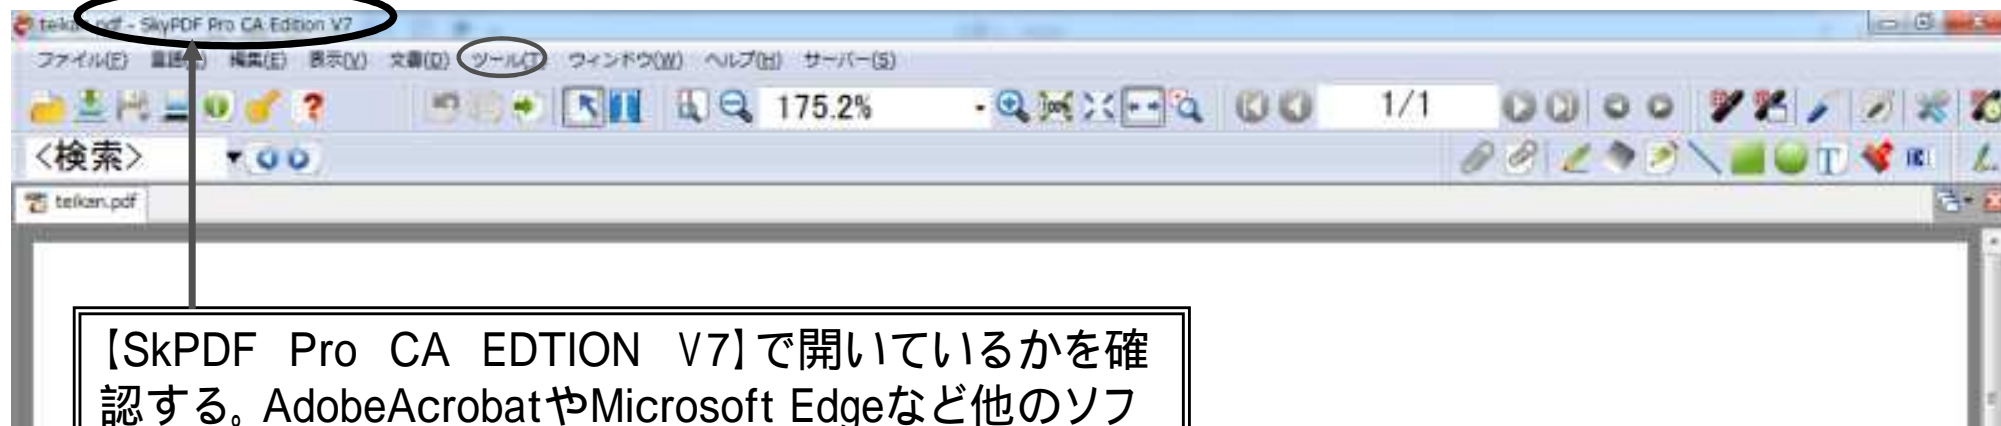 teikan.pdf - SkyPDF Pro CA Edition V7
ファイル(F) 編集(E) 表示(V) 文書(D) ツール(T) ウィンドウ(W) ヘルプ(H) サーバー(S)
175.2% 1/1
<検索>
teikan.pdf
【SkPDF Pro CA EDTION V7】で開いているかを確
認する。AdobeAcrobatやMicrosoft Edgeなど他のソフ